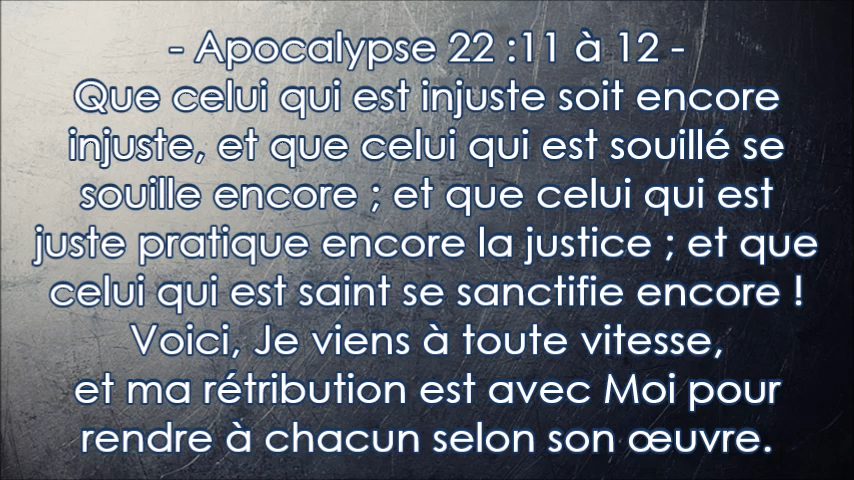 - Apocalypse 22 :11 à 12 -
Que celui qui est injuste soit encore
injuste, et que celui qui est souillé se
souille encore ; et que celui qui est
juste pratique encore la justice ; et que
celui qui est saint se sanctifie encore !
Voici, Je viens à toute vitesse,
et ma rétribution est avec Moi pour
rendre à chacun selon son œuvre.